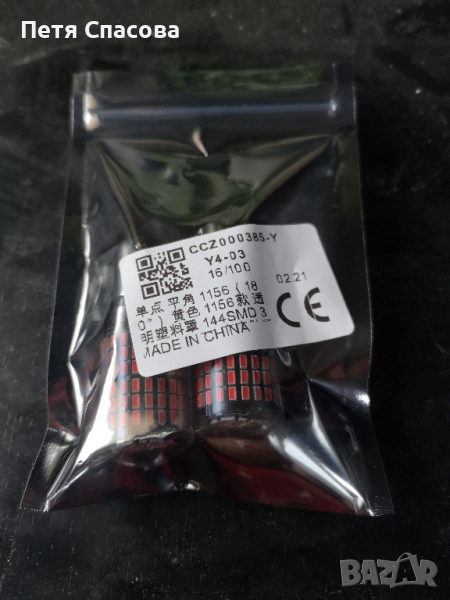 Петя Спасова
CCZ000385-Y
Y4-03
16/100
02.21
单点 平角 1156 (18
0°) 黄色 1156款透
明塑料罩 144SMD 3
MADE IN CHINA
CE
BAZAR.bg